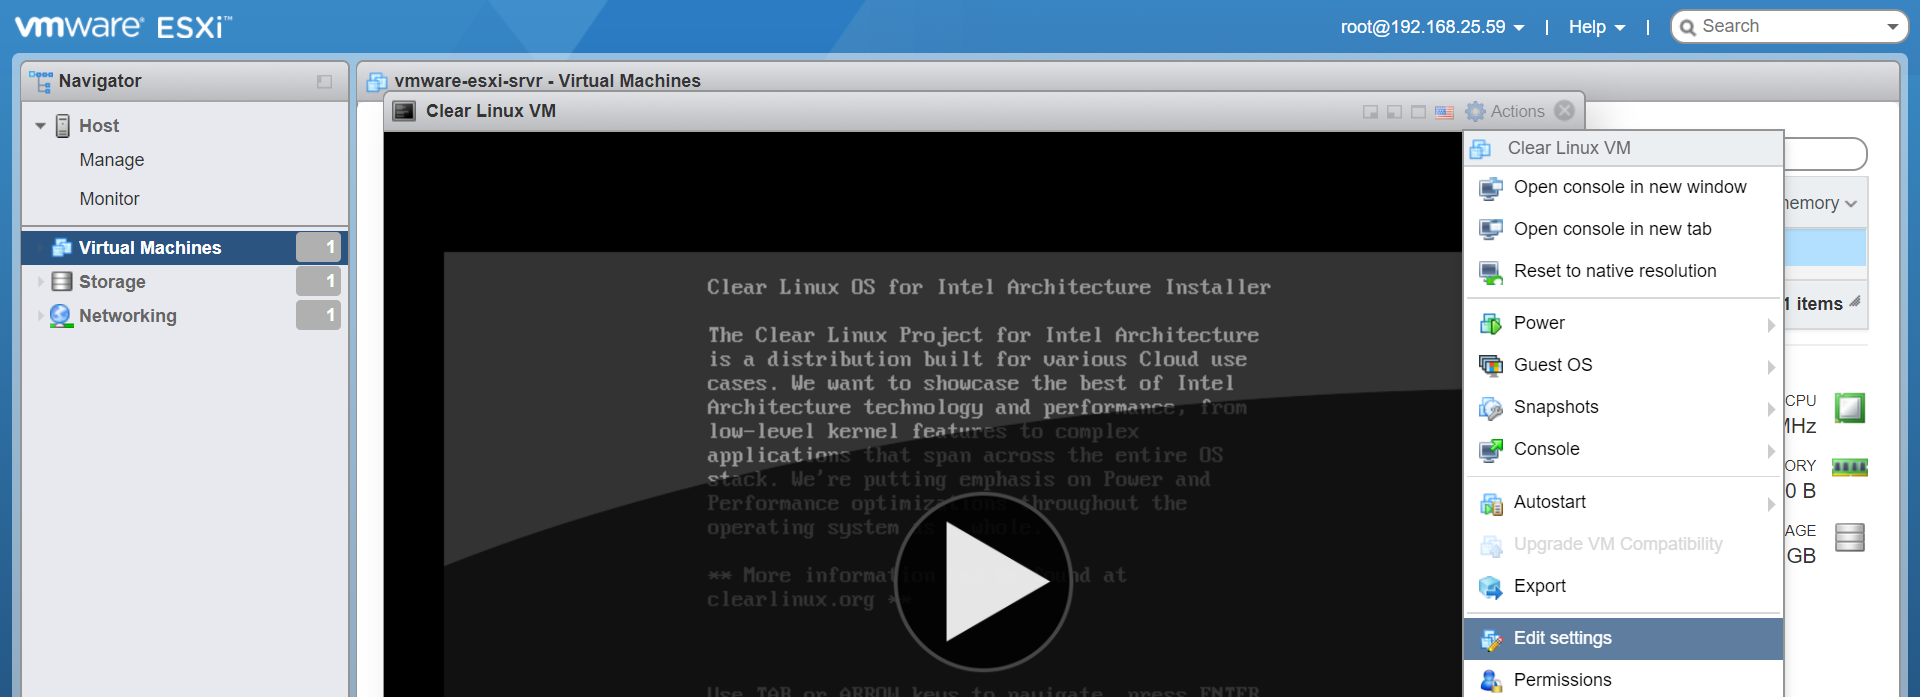 vmware ESXi™
root@192.168.25.59 | Help | Search
Navigator
Host
Manage
Monitor
Virtual Machines 1
Storage 1
Networking 1
vmware-esxi-srvr - Virtual Machines
Clear Linux VM
Actions
Clear Linux OS for Intel Architecture Installer
The Clear Linux Project for Intel Architecture
is a distribution built for various Cloud use
cases. We want to showcase the best of Intel
Architecture technology and performance, from
low-level kernel features to complex
applications that span across the entire OS
stack. We're putting emphasis on Power and
Performance optimizations throughout the
operating system as a whole.
** More information at
clearlinux.org **
Use TAB or ARROW keys to navigate, press ENTER
Clear Linux VM
Open console in new window
Open console in new tab
Reset to native resolution
Power
Guest OS
Snapshots
Console
Autostart
Upgrade VM Compatibility
Export
Edit settings
Permissions
emory
1 items
CPU
MHz
ORY
0 B
AGE
GB